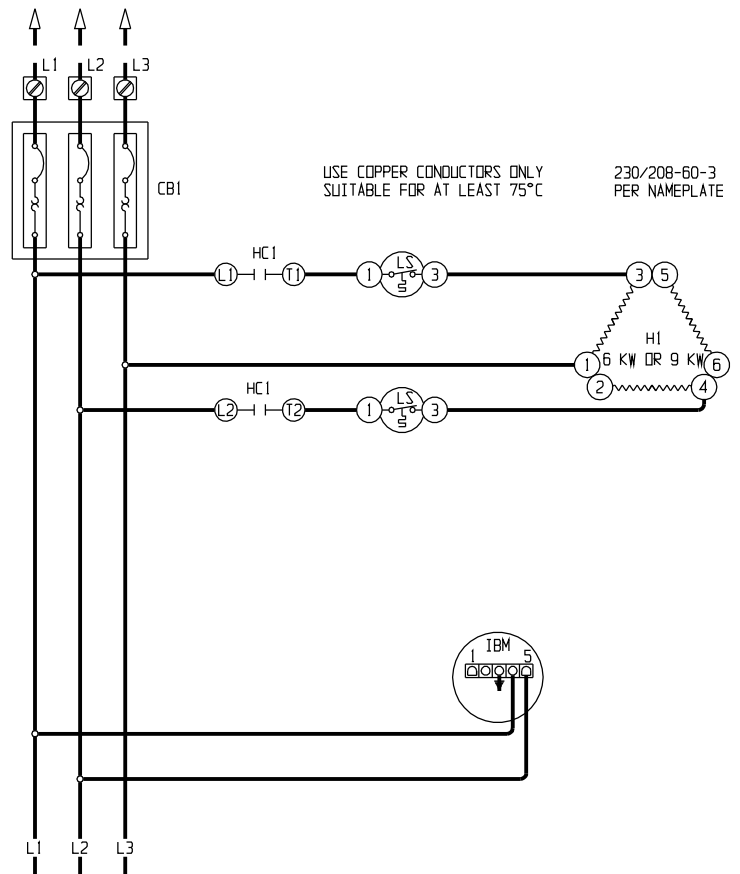 L1 L2 L3
CB1
USE COPPER CONDUCTORS ONLY
SUITABLE FOR AT LEAST 75°C
230/208-60-3
PER NAMEPLATE
HC1
L1 T1 1 LS 3 3 5
H1
1 6 KW OR 9 KW 6
2 4
HC1
L2 T2 1 LS 3
IBM
1 5
L1 L2 L3